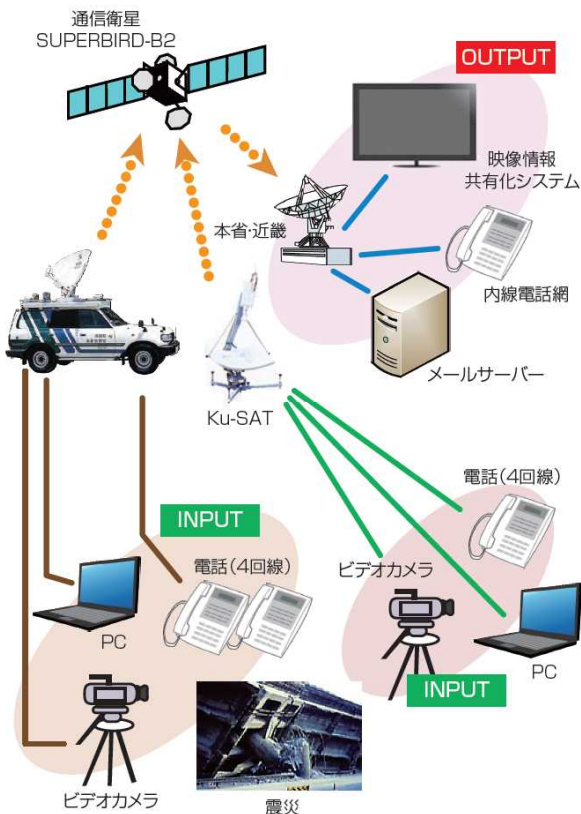 通信衛星
SUPERBIRD-B2
OUTPUT
映像情報
共有化システム
本省・近畿
内線電話網
メールサーバー
Ku-SAT
電話(4回線)
INPUT
電話(4回線)
ビデオカメラ
PC
PC
INPUT
ビデオカメラ
震災